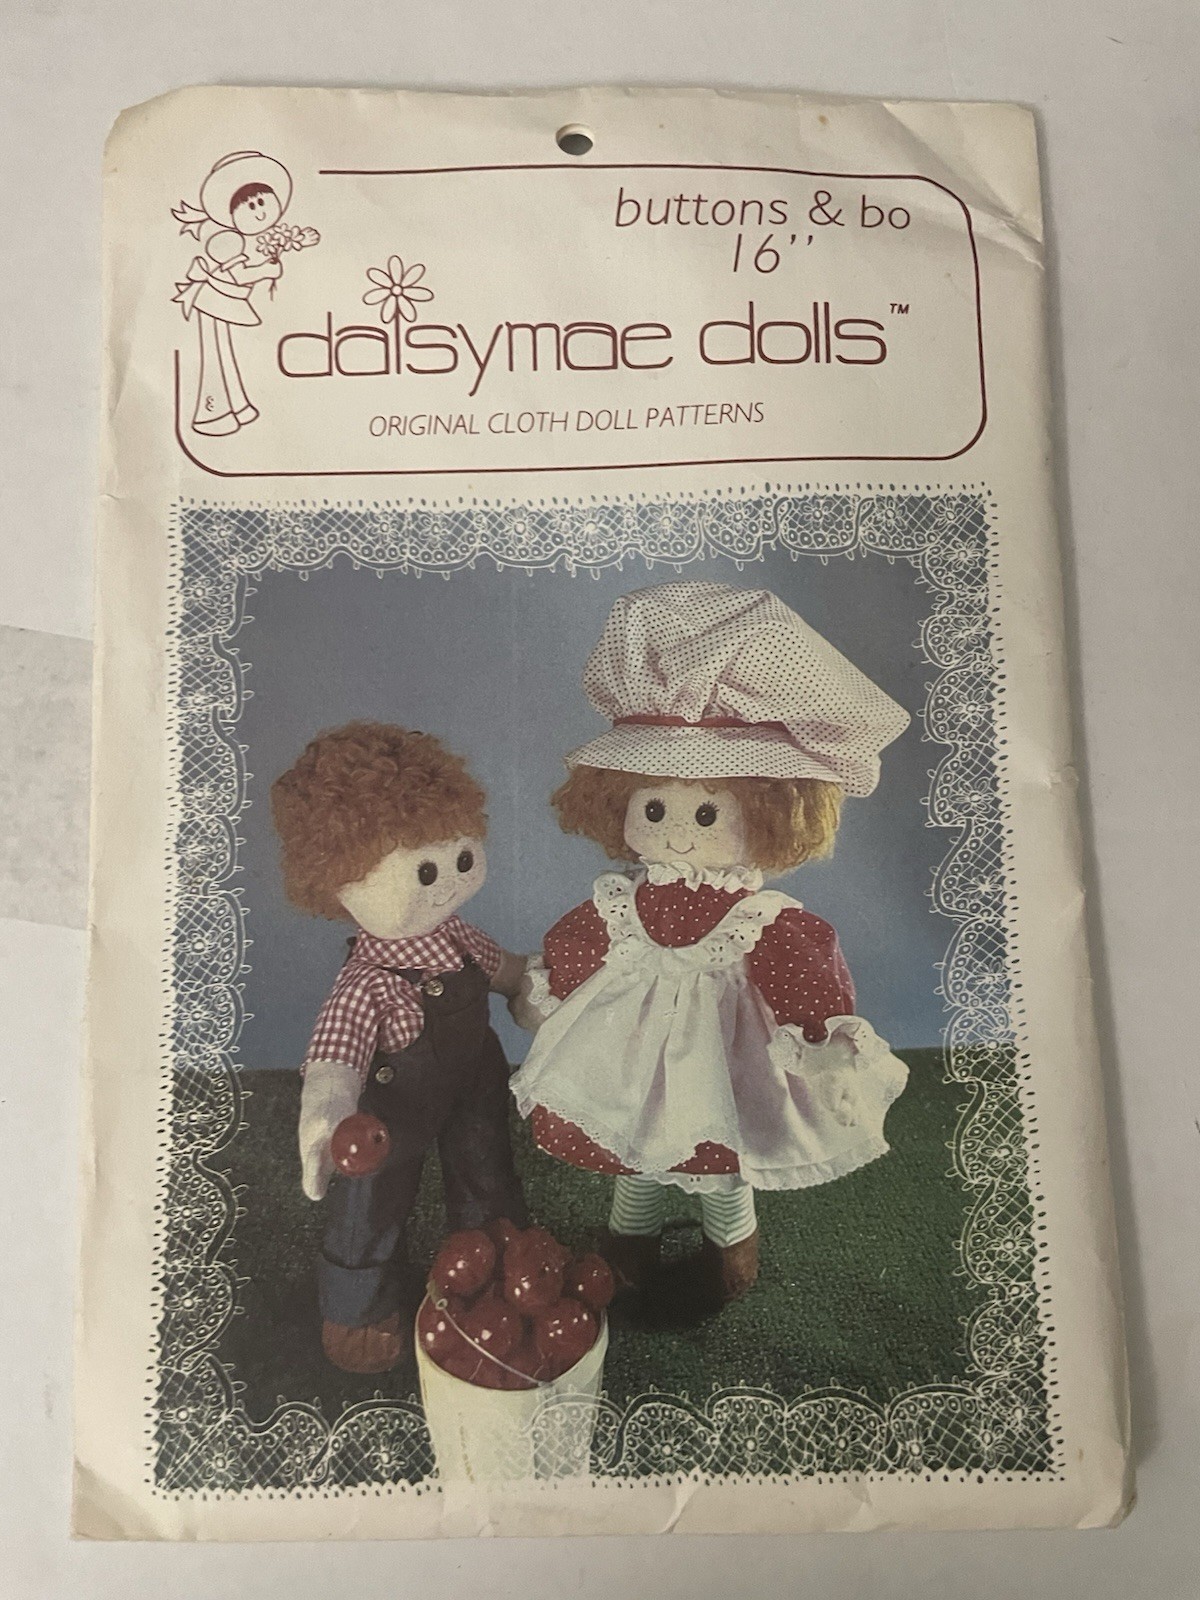 buttons & bo
16''
daisymae dolls™
ORIGINAL CLOTH DOLL PATTERNS